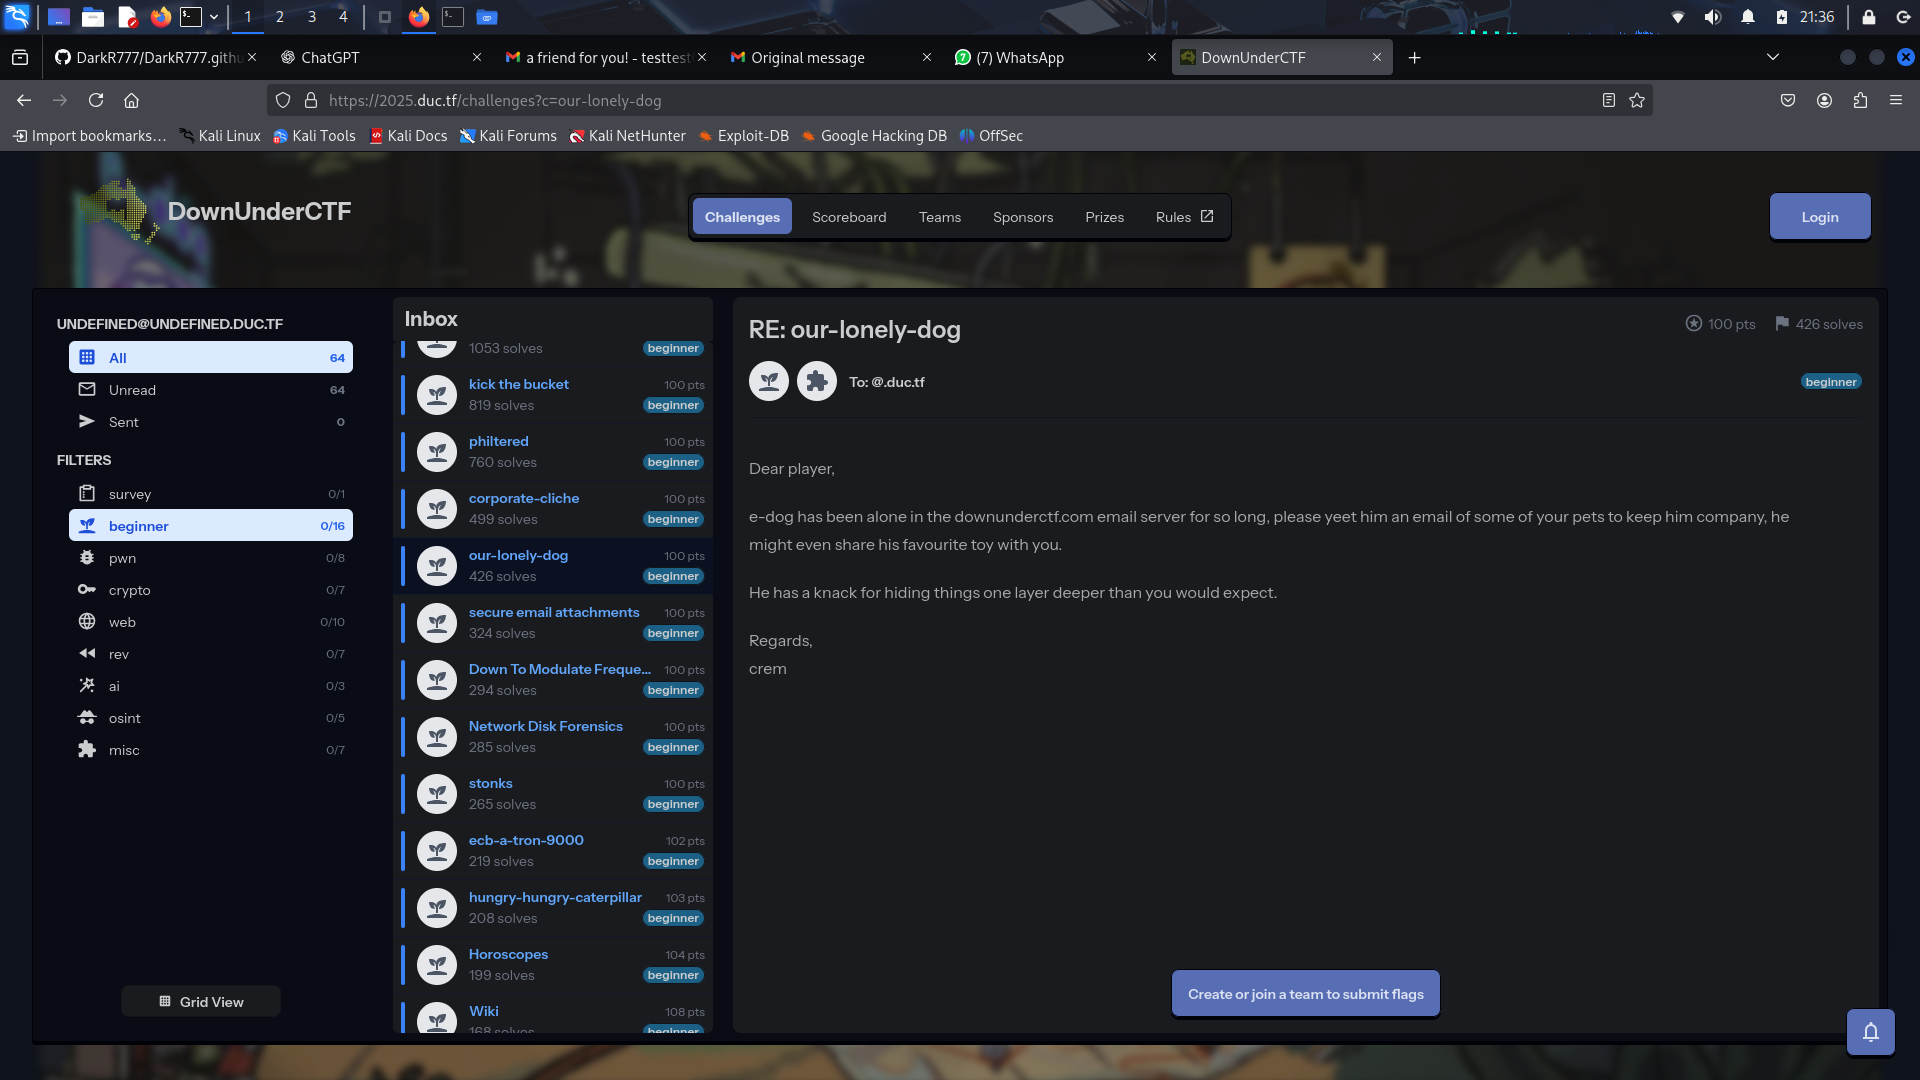 1 2 3 4 21:36
DarkR777/DarkR777.githu ChatGPT a friend for you! - testtest Original message (7) WhatsApp DownUnderCTF
https://2025.duc.tf/challenges?c=our-lonely-dog
Import bookmarks... Kali Linux Kali Tools Kali Docs Kali Forums Kali NetHunter Exploit-DB Google Hacking DB OffSec
DownUnderCTF
Challenges Scoreboard Teams Sponsors Prizes Rules
Login
UNDEFINED@UNDEFINED.DUC.TF
All 64
Unread 64
Sent 0
FILTERS
survey 0/1
beginner 0/16
pwn 0/8
crypto 0/7
web 0/10
rev 0/7
ai 0/3
osint 0/5
misc 0/7
Grid View
Inbox
1053 solves beginner
kick the bucket 100 pts
819 solves beginner
philtered 100 pts
760 solves beginner
corporate-cliche 100 pts
499 solves beginner
our-lonely-dog 100 pts
426 solves beginner
secure email attachments 100 pts
324 solves beginner
Down To Modulate Freque... 100 pts
294 solves beginner
Network Disk Forensics 100 pts
285 solves beginner
stonks 100 pts
265 solves beginner
ecb-a-tron-9000 102 pts
219 solves beginner
hungry-hungry-caterpillar 103 pts
208 solves beginner
Horoscopes 104 pts
199 solves beginner
Wiki 108 pts
168 solves beginner
RE: our-lonely-dog 100 pts 426 solves
To: @.duc.tf beginner
Dear player,
e-dog has been alone in the downunderctf.com email server for so long, please yeet him an email of some of your pets to keep him company, he
might even share his favourite toy with you.
He has a knack for hiding things one layer deeper than you would expect.
Regards,
crem
Create or join a team to submit flags